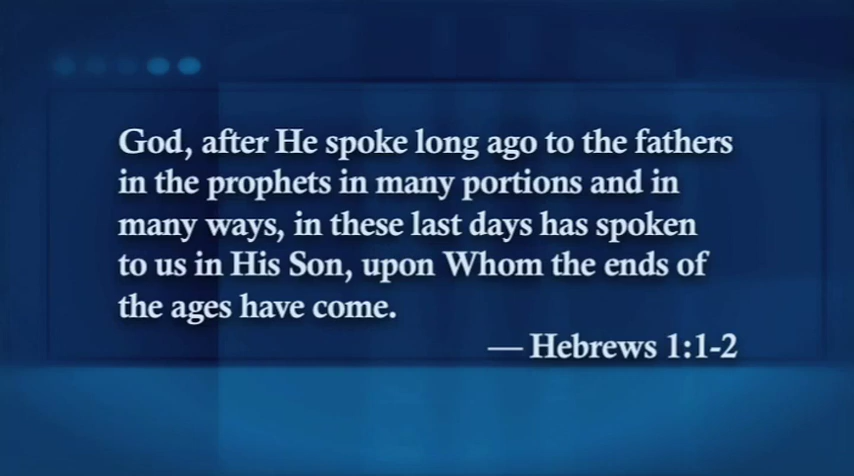 God, after He spoke long ago to the fathers
in the prophets in many portions and in
many ways, in these last days has spoken
to us in His Son, upon Whom the ends of
the ages have come.
— Hebrews 1:1-2